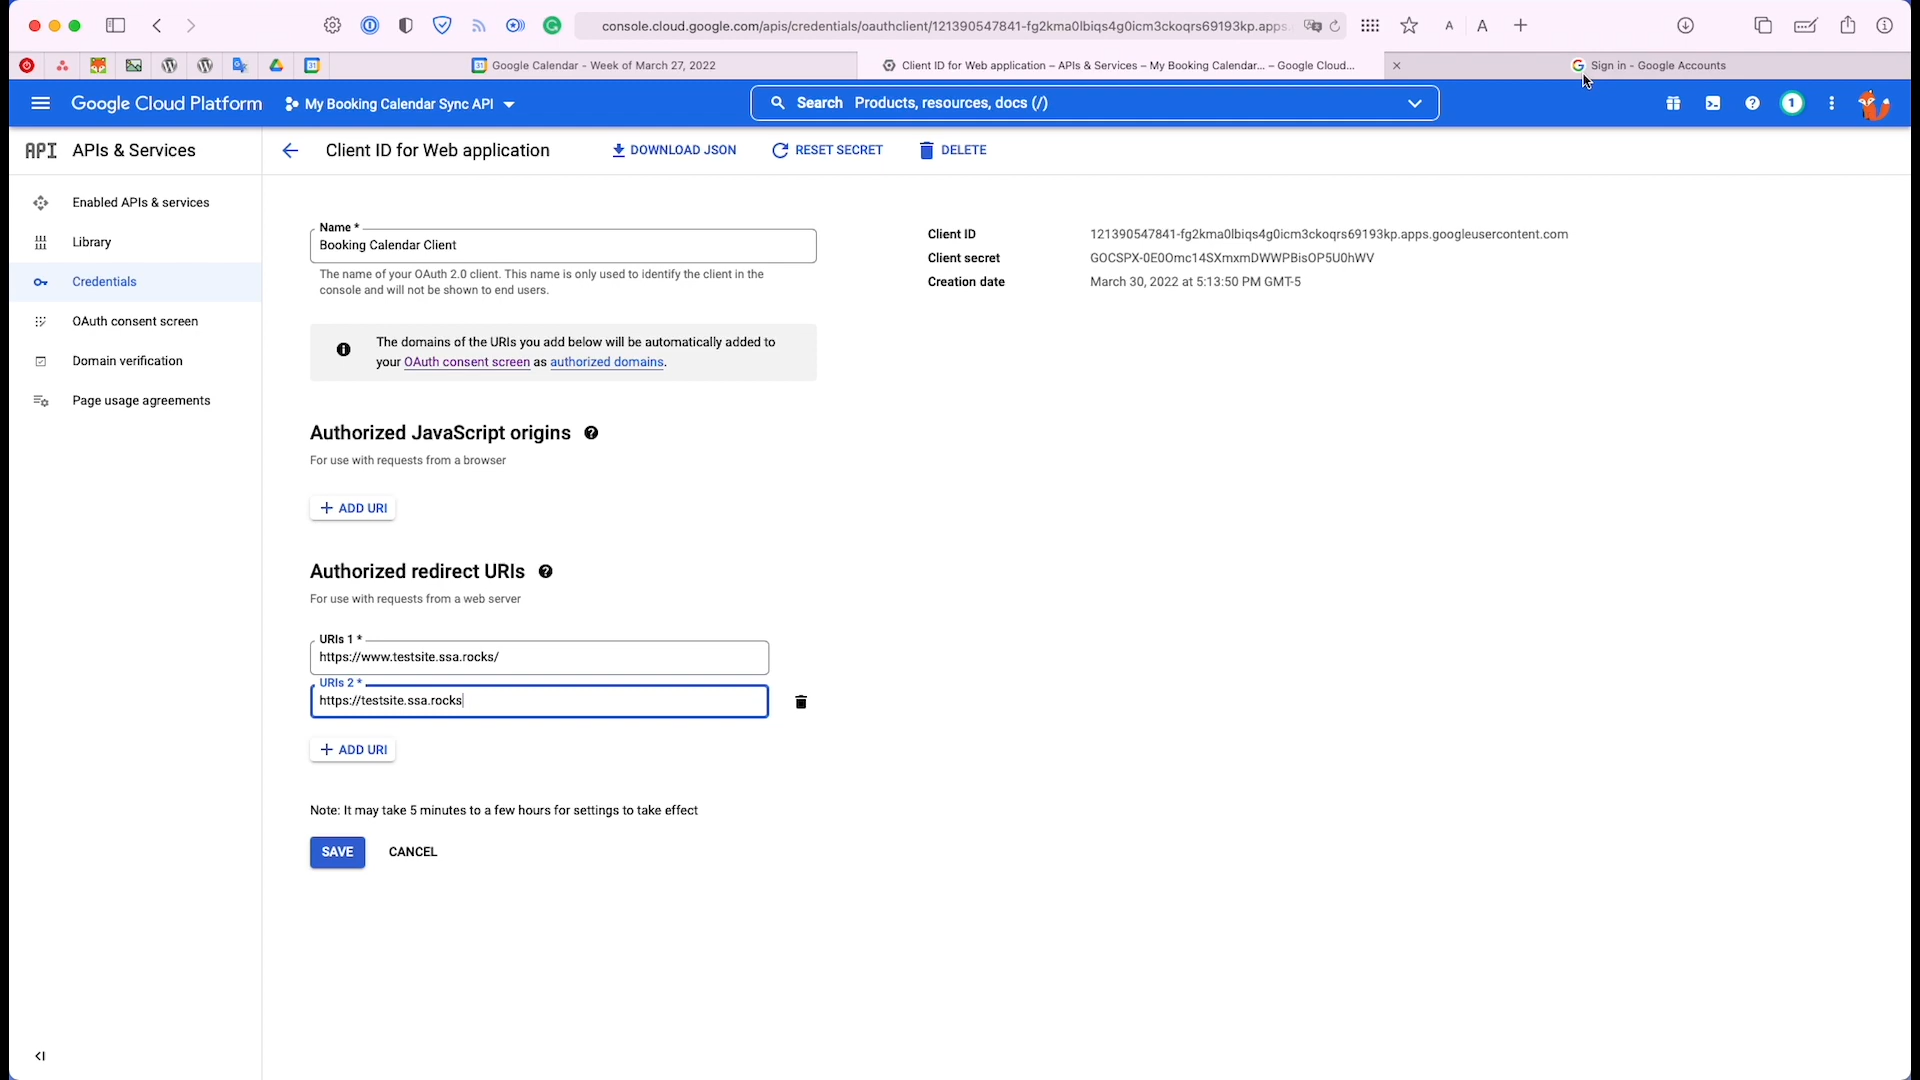 console.cloud.google.com/apis/credentials/oauthclient/121390547841-fg2kma0lbiqs4g0icm3ckoqrs69193kp.apps.
A
A
Google Calendar - Week of March 27, 2022
Client ID for Web application – APIs & Services – My Booking Calendar... – Google Cloud...
Sign in - Google Accounts
Google Cloud Platform
My Booking Calendar Sync API
Search Products, resources, docs (/)
1
API APIs & Services
Client ID for Web application
DOWNLOAD JSON
RESET SECRET
DELETE
Enabled APIs & services
Library
Credentials
OAuth consent screen
Domain verification
Page usage agreements
Name *
Booking Calendar Client
The name of your OAuth 2.0 client. This name is only used to identify the client in the
console and will not be shown to end users.
Client ID 121390547841-fg2kma0lbiqs4g0icm3ckoqrs69193kp.apps.googleusercontent.com
Client secret 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
Creation date March 30, 2022 at 5:13:50 PM GMT-5
The domains of the URIs you add below will be automatically added to
your OAuth consent screen as authorized domains.
Authorized JavaScript origins
For use with requests from a browser
+ ADD URI
Authorized redirect URIs
For use with requests from a web server
URIs 1 *
https://www.testsite.ssa.rocks/
URIs 2 *
https://testsite.ssa.rocks
+ ADD URI
Note: It may take 5 minutes to a few hours for settings to take effect
SAVE
CANCEL